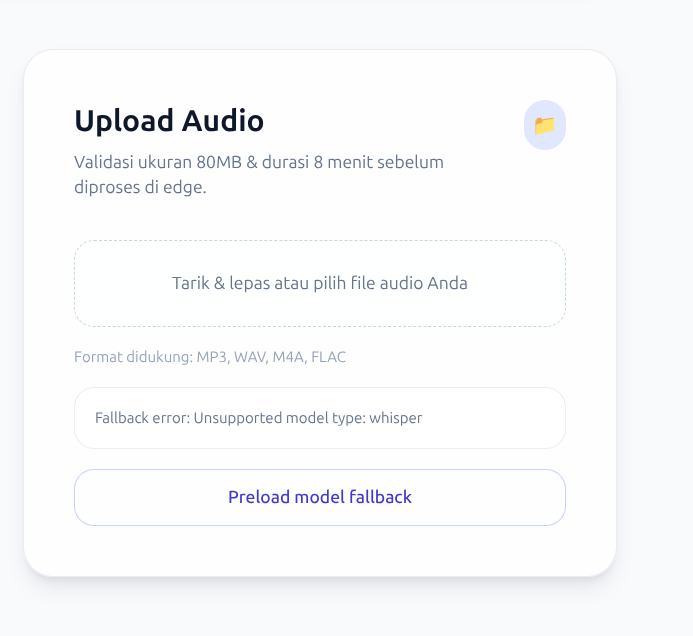 Upload Audio
Validasi ukuran 80MB & durasi 8 menit sebelum
diproses di edge.
Tarik & lepas atau pilih file audio Anda
Format didukung: MP3, WAV, M4A, FLAC
Fallback error: Unsupported model type: whisper
Preload model fallback